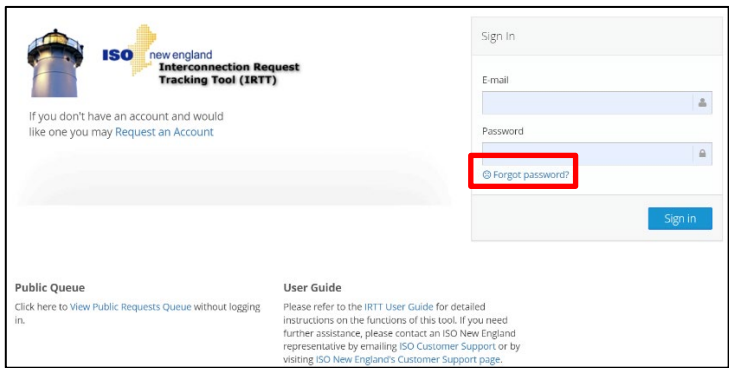 ISO new england
Interconnection Request
Tracking Tool (IRTT)
If you don't have an account and would
like one you may Request an Account
Sign In
E-mail
Password
Forgot password?
Sign in
Public Queue
Click here to View Public Requests Queue without logging
in.
User Guide
Please refer to the IRTT User Guide for detailed
instructions on the functions of this tool. If you need
further assistance, please contact an ISO New England
representative by emailing ISO Customer Support or by
visiting ISO New England's Customer Support page.